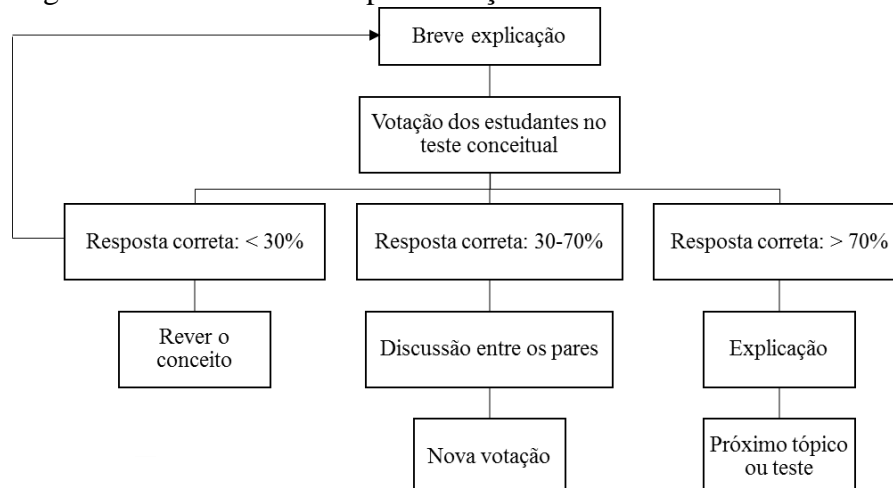 Breve explicação
Votação dos estudantes no
teste conceitual
Resposta correta: < 30%
Resposta correta: 30-70%
Resposta correta: > 70%
Rever o
conceito
Discussão entre os pares
Explicação
Nova votação
Próximo tópico
ou teste